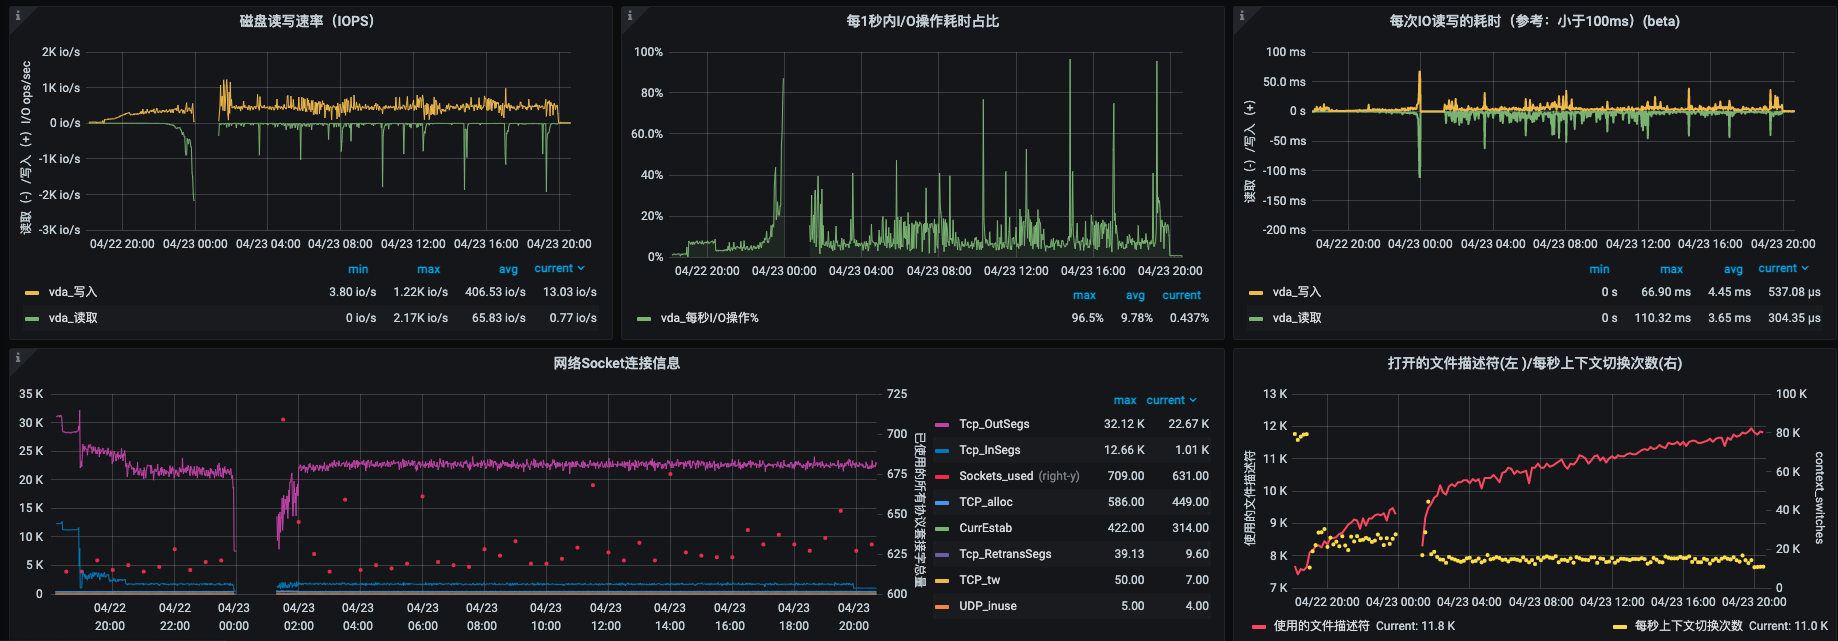 磁盘读写速率（IOPS）
2K io/s
1K io/s
0 io/s
-1K io/s
-2K io/s
-3K io/s
读取（-）/写入（+）I/O ops/sec
04/22 20:00 04/23 00:00 04/23 04:00 04/23 08:00 04/23 12:00 04/23 16:00 04/23 20:00
min max avg current
vda_写入 3.80 io/s 1.22K io/s 406.53 io/s 13.03 io/s
vda_读取 0 io/s 2.17K io/s 65.83 io/s 0.77 io/s
每1秒内I/O操作耗时占比
100%
80%
60.0%
40%
20%
0%
04/22 20:00 04/23 00:00 04/23 04:00 04/23 08:00 04/23 12:00 04/23 16:00 04/23 20:00
max avg current
vda_每秒I/O操作% 96.5% 9.78% 0.437%
每次IO读写的耗时（参考：小于100ms）(beta)
100 ms
50.0 ms
0 s
-50 ms
-100 ms
-150 ms
-200 ms
读取（-）/写入（+）
04/22 20:00 04/23 00:00 04/23 04:00 04/23 08:00 04/23 12:00 04/23 16:00 04/23 20:00
min max avg current
vda_写入 0 s 66.90 ms 4.45 ms 537.08 µs
vda_读取 0 s 110.32 ms 3.65 ms 304.35 µs
网络Socket连接信息
35 K
30 K
25 K
20 K
15 K
10 K
5 K
0
725
700
675
650
625
600
已使用的所有协议套接字总量
04/22 20:00
04/22 22:00
04/23 00:00
04/23 02:00
04/23 04:00
04/23 06:00
04/23 08:00
04/23 10:00
04/23 12:00
04/23 14:00
04/23 16:00
04/23 18:00
04/23 20:00
max current
Tcp_OutSegs 32.12 K 22.67 K
Tcp_InSegs 12.66 K 1.01 K
Sockets_used (right-y) 709.00 631.00
TCP_alloc 586.00 449.00
CurrEstab 422.00 314.00
Tcp_RetransSegs 39.13 9.60
TCP_tw 50.00 7.00
UDP_inuse 5.00 4.00
打开的文件描述符(左 )/每秒上下文切换次数(右)
13 K
12 K
11 K
10 K
9 K
8 K
7 K
使用的文件描述符
100 K
80 K
60 K
40 K
20 K
0
context_switches
04/22 20:00 04/23 00:00 04/23 04:00 04/23 08:00 04/23 12:00 04/23 16:00 04/23 20:00
使用的文件描述符 Current: 11.8 K
每秒上下文切换次数 Current: 11.0 K